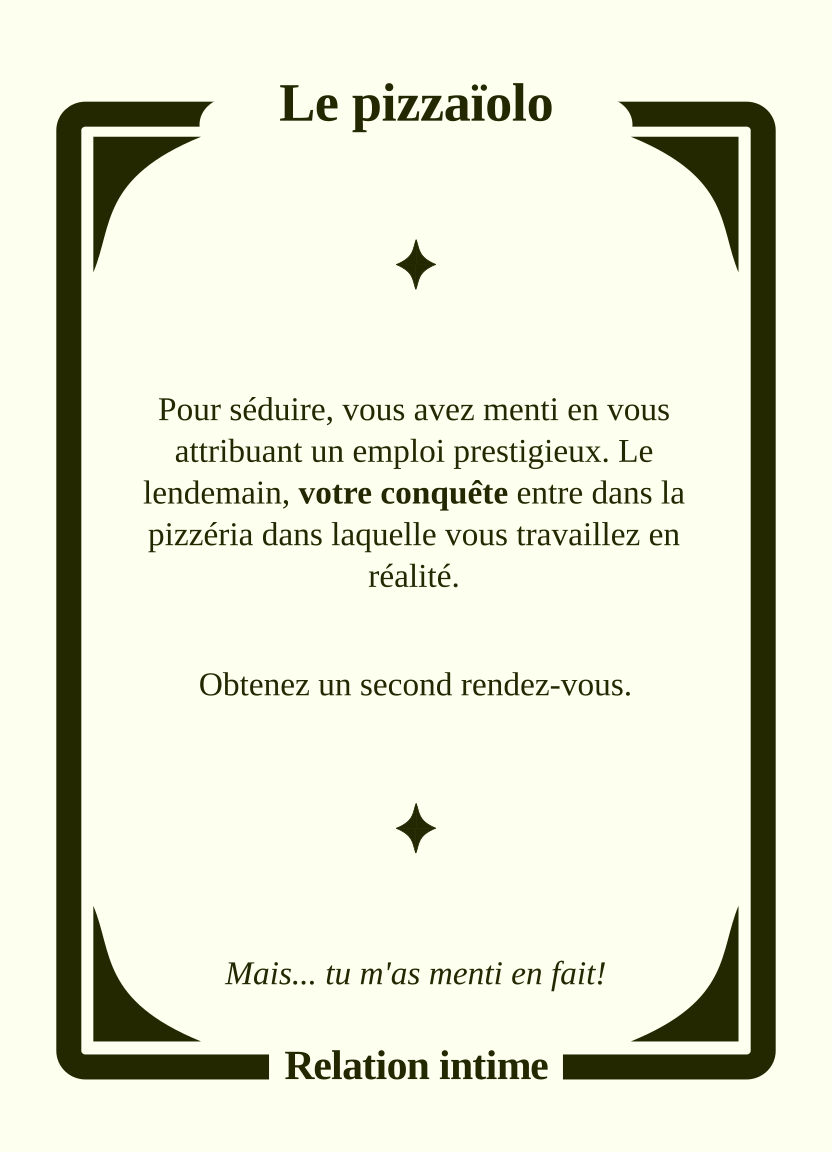 Le pizzaïolo
Pour séduire, vous avez menti en vous
attribuant un emploi prestigieux. Le
lendemain, votre conquête entre dans la
pizzéria dans laquelle vous travaillez en
réalité.
Obtenez un second rendez-vous.
Mais... tu m'as menti en fait!
Relation intime